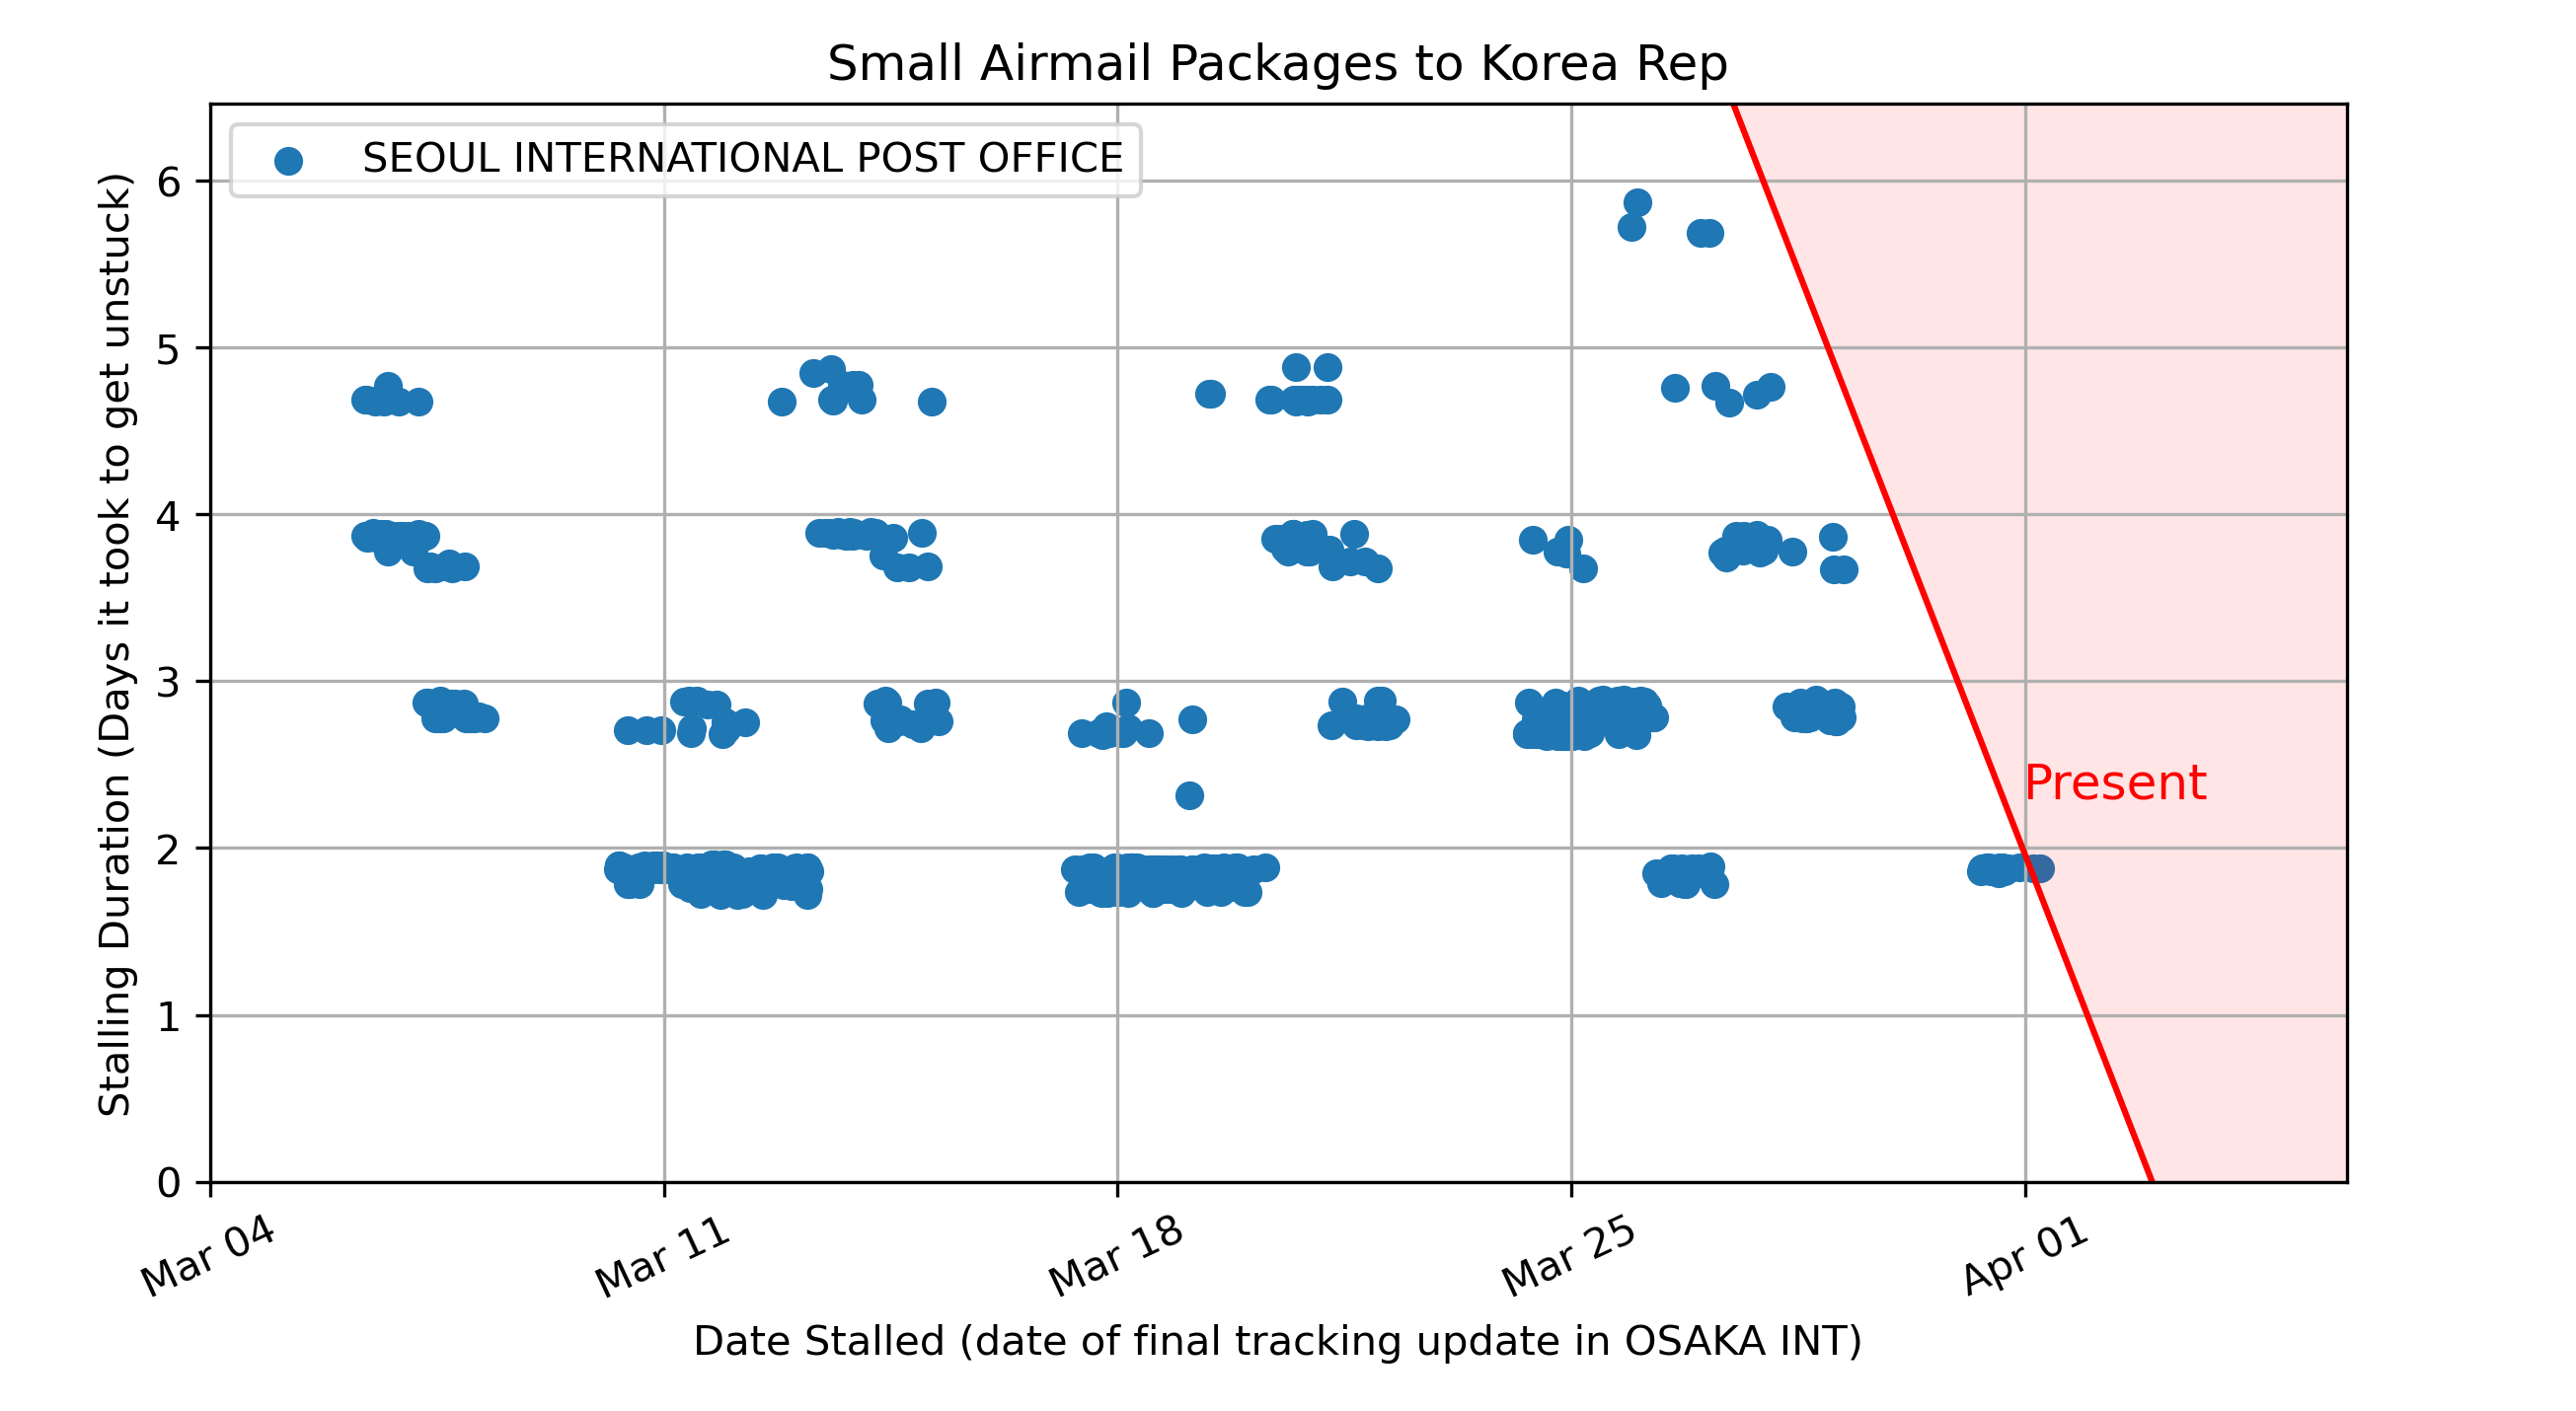 Small Airmail Packages to Korea Rep
SEOUL INTERNATIONAL POST OFFICE
Stalling Duration (Days it took to get unstuck)
6
5
4
3
2
1
0
Present
Mar 04
Mar 11
Mar 18
Mar 25
Apr 01
Date Stalled (date of final tracking update in OSAKA INT)